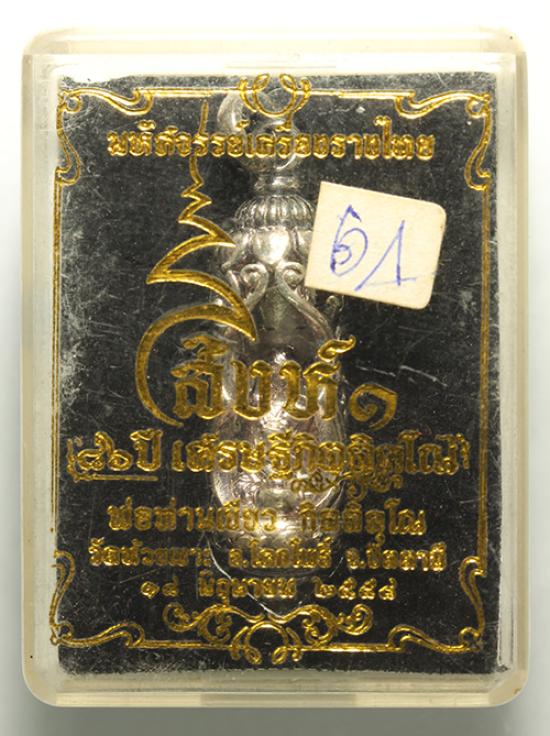 มหัศจรรย์เครื่องรางไทย
๖1
สิงห์ ๑
๘๖ ปี เศรษฐีกิตฺติคุโณ
พ่อท่านเขียว กิตติคุโณ
วัดห้วยเงาะ อ.โคกโพธิ์ จ.ปัตตานี
๑๘ มิถุนายน ๒๕๕๘